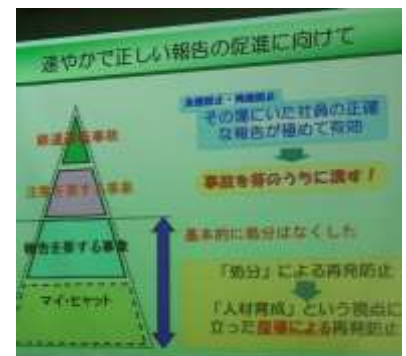 速やかで正しい報告の促進に向けて
その場にいた社員の正確
な報告が極めて有効
事故を芽のうちに潰す！
基本的に処分はなくした
報告を要する事象
マイ・ヒヤット
「処分」による再発防止
「人材育成」という視点に
立った指導による再発防止